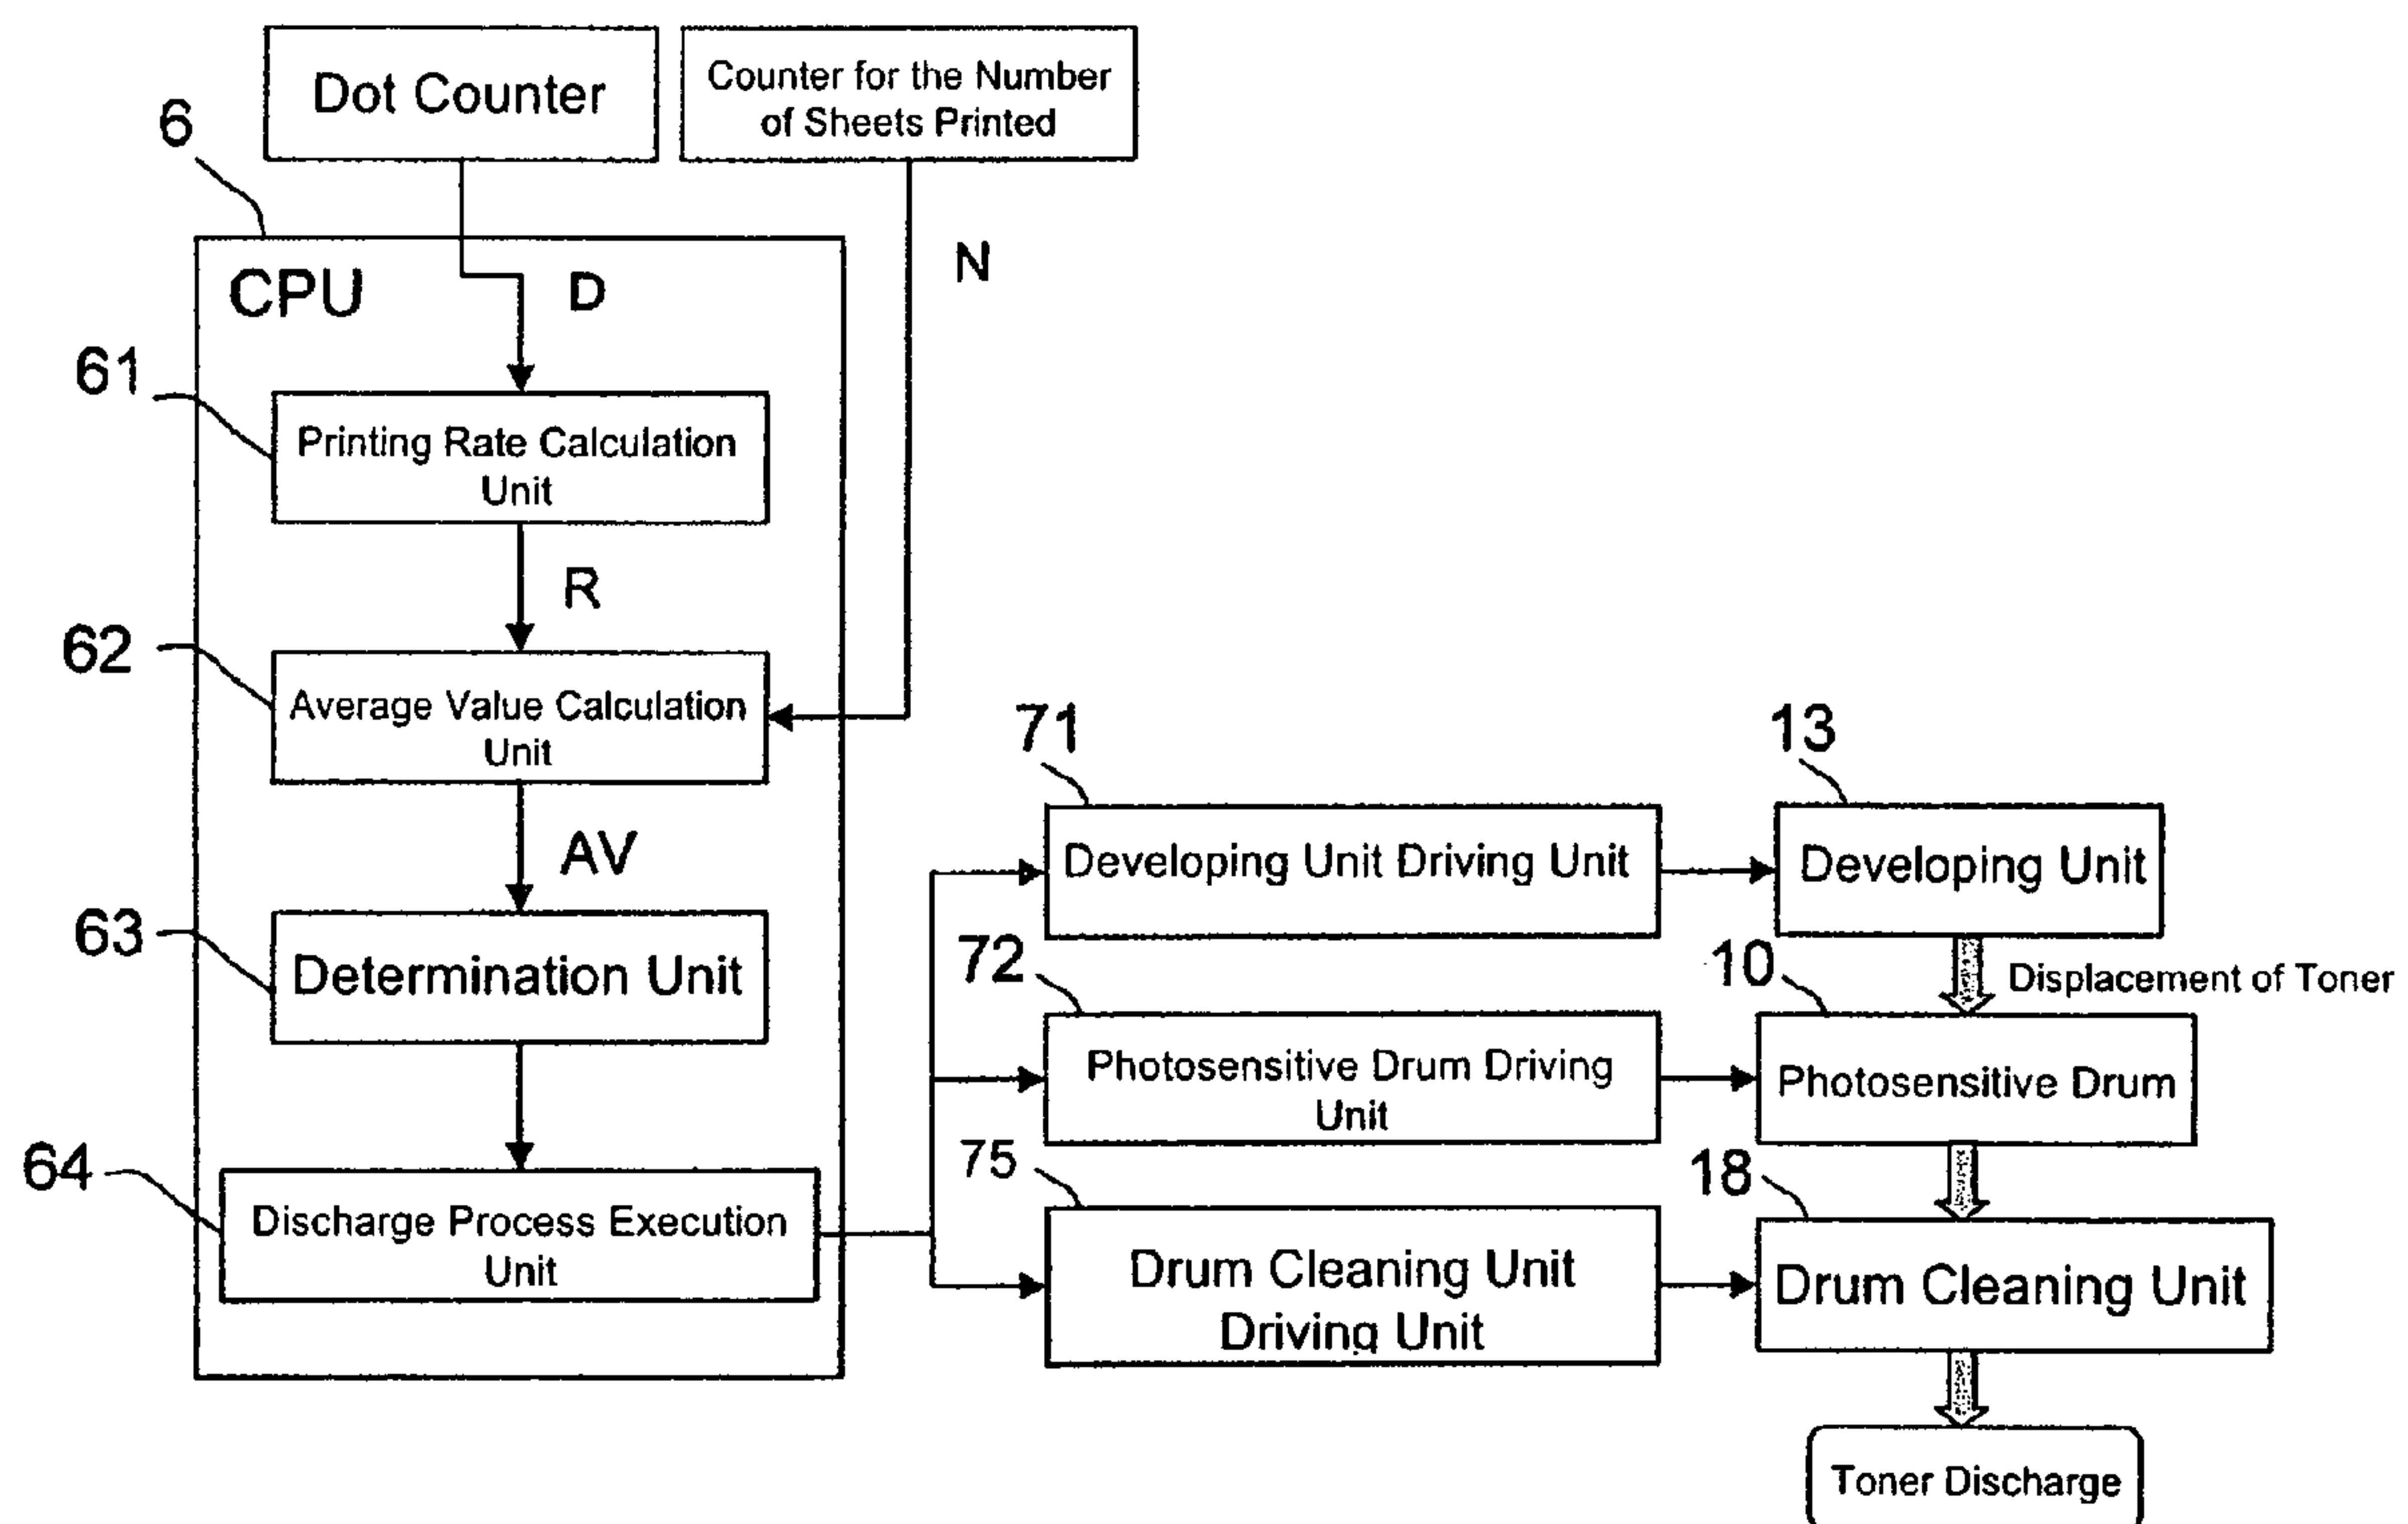 Dot Counter
Counter for the Number
of Sheets Printed
6
CPU
D
N
61
Printing Rate Calculation
Unit
R
62
Average Value Calculation
Unit
AV
63
Determination Unit
64
Discharge Process Execution
Unit
71
Developing Unit Driving Unit
13
Developing Unit
Displacement of Toner
72
Photosensitive Drum Driving
Unit
10
Photosensitive Drum
75
Drum Cleaning Unit
Driving Unit
18
Drum Cleaning Unit
Toner Discharge